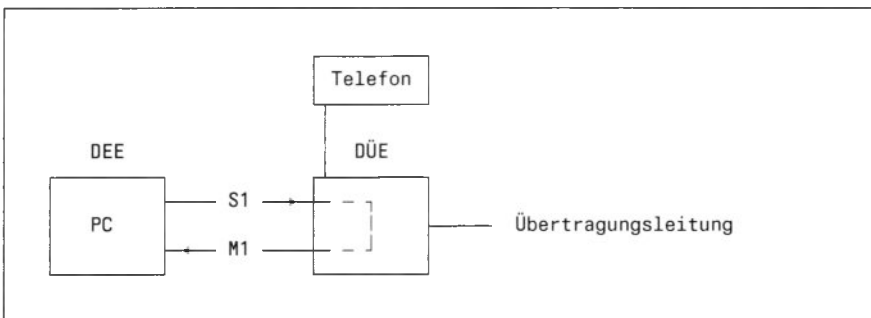 Telefon
DEE
DÜE
PC
S1
M1
Übertragungsleitung